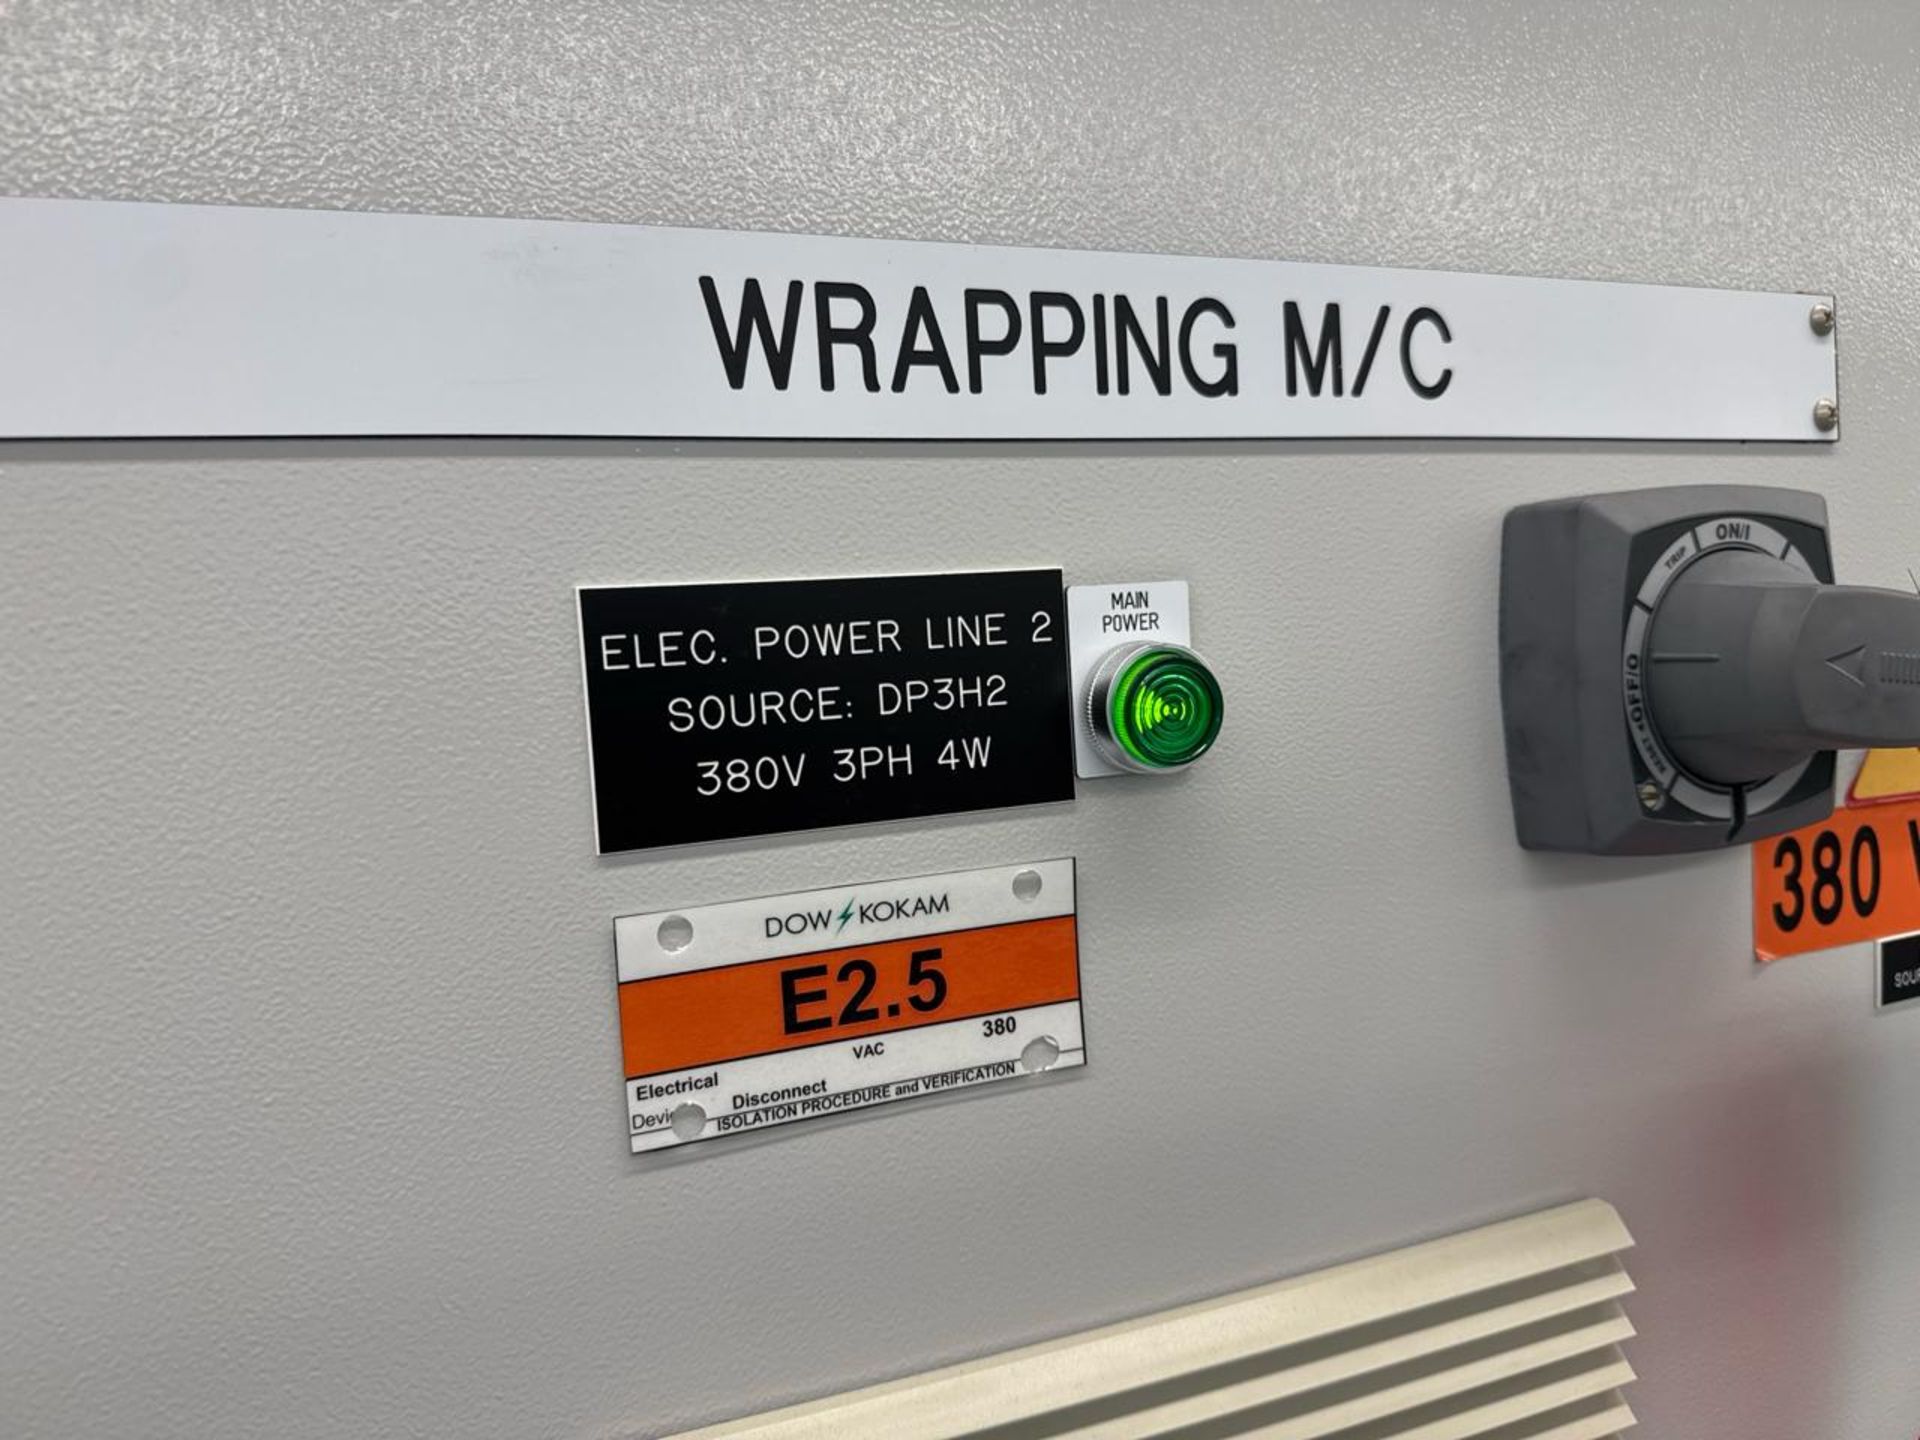 WRAPPING M/C
ELEC. POWER LINE 2
SOURCE: DP3H2
380V 3PH 4W
MAIN
POWER
DOW KOKAM
E2.5
VAC 380
Electrical
Disconnect
ISOLATION PROCEDURE and VERIFICATION
TRIP
ON/I
OFF/O
RESET
380